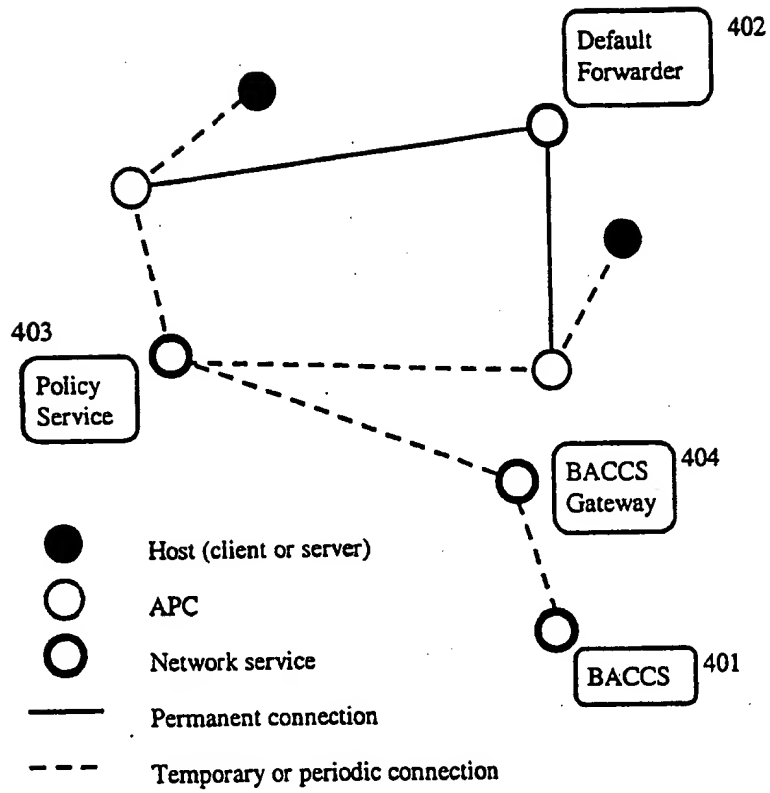 402
Default
Forwarder
403
Policy
Service
BACCS
Gateway
404
BACCS
401
Host (client or server)
APC
Network service
Permanent connection
Temporary or periodic connection